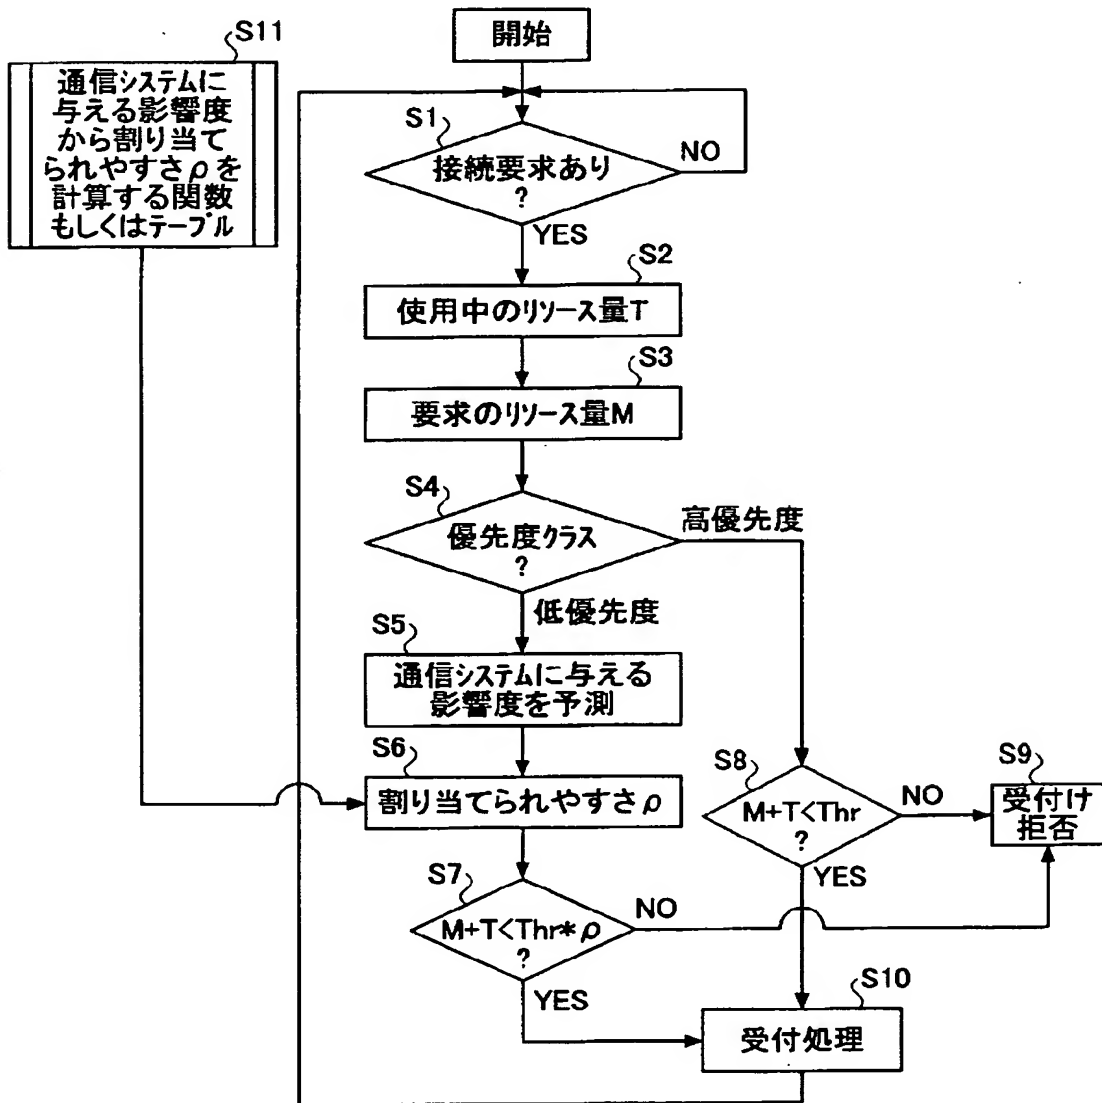 開始
S11
通信システムに
与える影響度
から割り当て
られやすさρを
計算する関数
もしくはテーブル
S1
接続要求あり
?
NO
YES
S2
使用中のリソース量T
S3
要求のリソース量M
S4
優先度クラス
?
高優先度
低優先度
S5
通信システムに与える
影響度を予測
S6
割り当てられやすさρ
S8
M+T<Thr
?
NO
YES
S9
受付け
拒否
S7
M+T<Thr*ρ
?
NO
YES
S10
受付処理